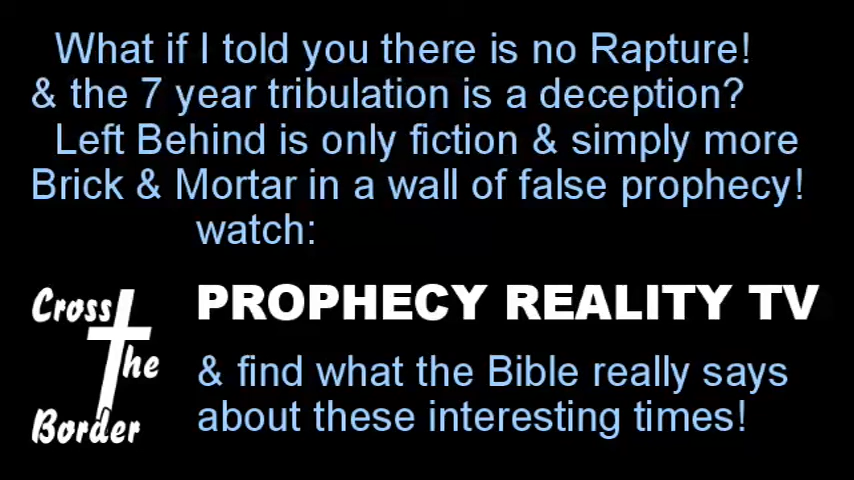 What if I told you there is no Rapture!
& the 7 year tribulation is a deception?
Left Behind is only fiction & simply more
Brick & Mortar in a wall of false prophecy!
watch:
PROPHECY REALITY TV
Cross
The
Border
& find what the Bible really says
about these interesting times!